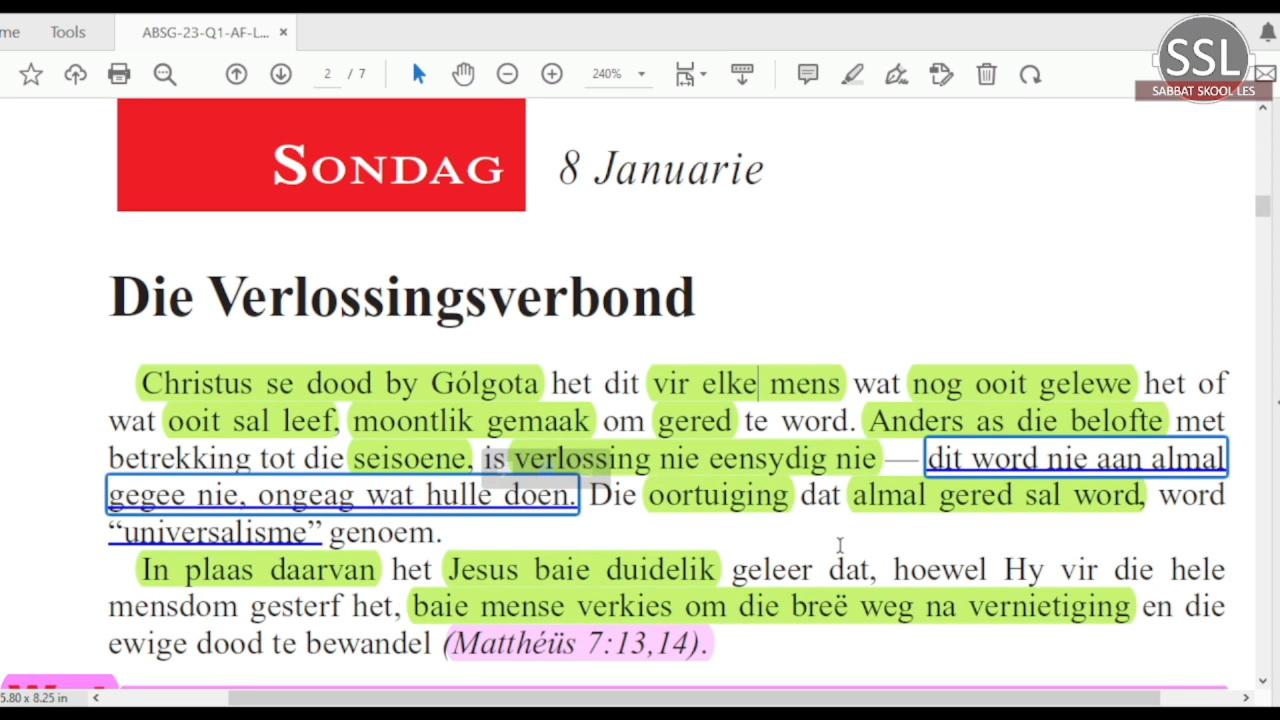 me Tools ABSG-23-Q1-AF-L... ×
SSL
SABBAT SKOOL LES
2 / 7 240%
SONDAG 8 Januarie
Die Verlossingsverbond
Christus se dood by Gólgota het dit vir elke mens wat nog ooit gelewe het of
wat ooit sal leef, moontlik gemaak om gered te word. Anders as die belofte met
betrekking tot die seisoene, is verlossing nie eensydig nie — dit word nie aan almal
gegee nie, ongeag wat hulle doen. Die oortuiging dat almal gered sal word, word
“universalisme” genoem.
In plaas daarvan het Jesus baie duidelik geleer dat, hoewel Hy vir die hele
mensdom gesterf het, baie mense verkies om die breë weg na vernietiging en die
ewige dood te bewandel (Matthéüs 7:13,14).
5.80 x 8.25 in